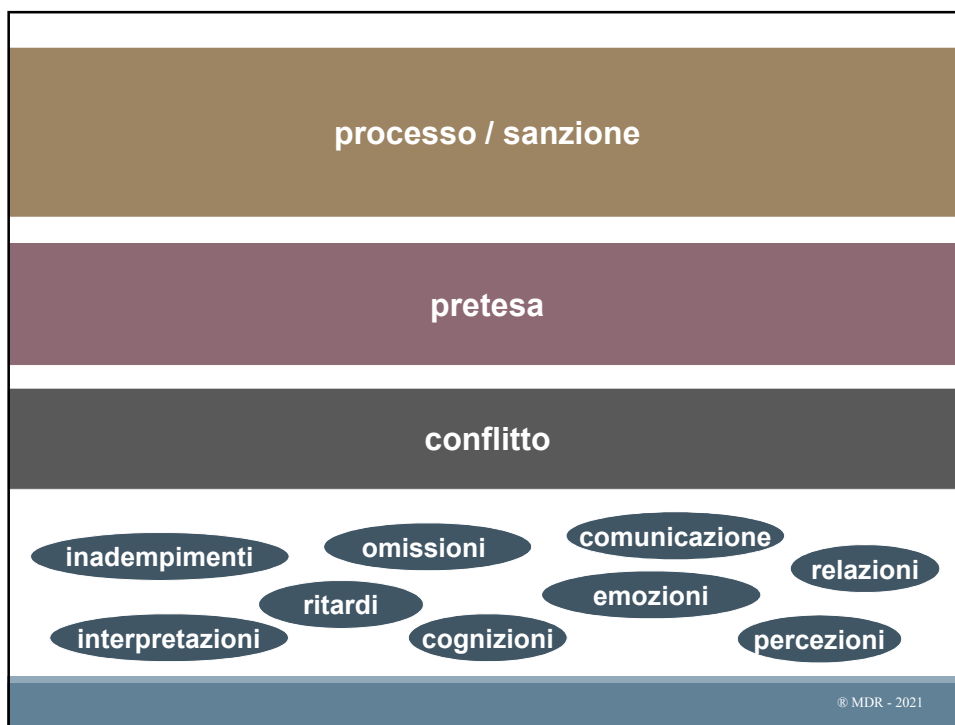 processo / sanzione
pretesa
conflitto
inadempimenti
omissioni
comunicazione
relazioni
ritardi
emozioni
interpretazioni
cognizioni
percezioni
® MDR - 2021